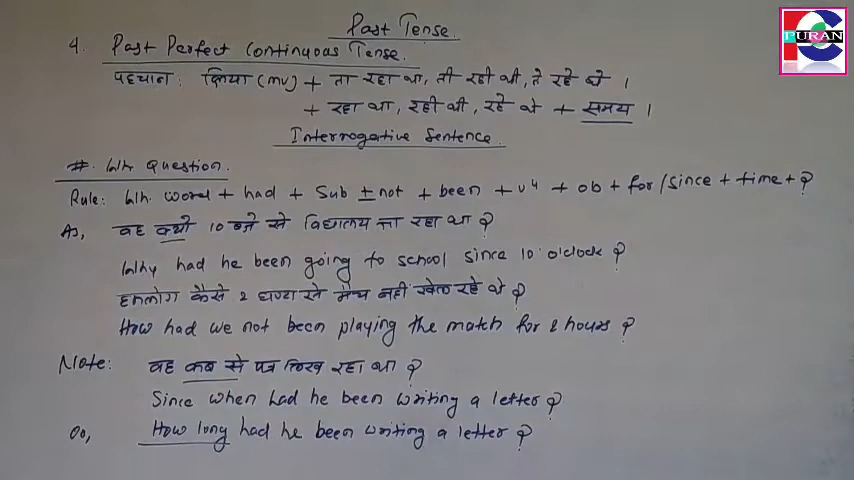 Past Tense.
PURAN
4. Past Perfect Continuous Tense.
पहचान : क्रिया (mv) + ता रहा था, ती रही थी, ते रहे थे ।
+ रहा था, रही थी, रहे थे + समय ।
Interrogative Sentence.
#. Wh. Question.
Rule: Wh. word + had + Sub ± not + been + v⁴ + ob + for/since + time + ?
As, वह क्यों 10 बजे से विद्यालय जा रहा था ?
Why had he been going to school since 10 o'clock ?
हमलोग कैसे 2 घण्टा से मैच नहीं खेल रहे थे ?
How had we not been playing the match for 2 hours ?
Note: वह कब से पत्र लिख रहा था ?
Since when had he been writing a letter ?
Or, How long had he been writing a letter ?